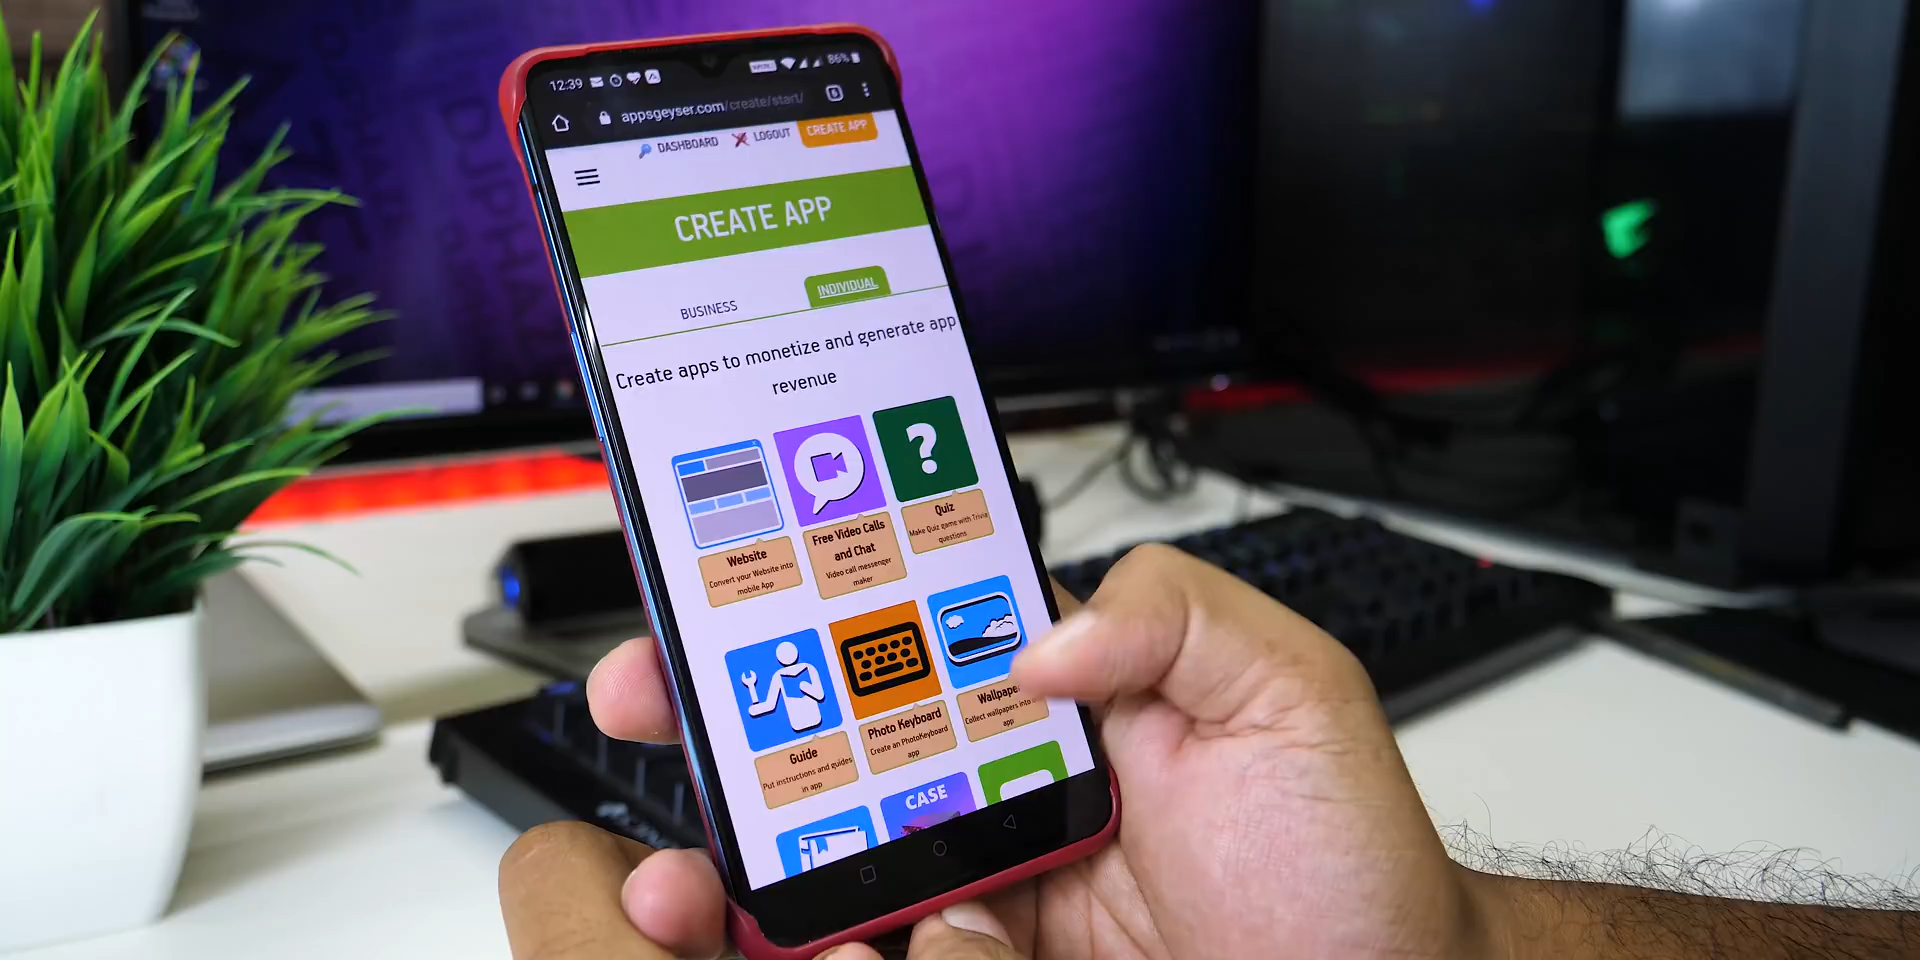 12:39
86%
appsgeyser.com/create/start/
6
DASHBOARD LOGOUT CREATE APP
CREATE APP
BUSINESS INDIVIDUAL
Create apps to monetize and generate app
revenue
?
Website
Convert your Website into
mobile App
Free Video Calls
and Chat
Video call messenger
maker
Quiz
Make Quiz game with Trivia
questions
Guide
Put instructions and guides
in app
Photo Keyboard
Create an PhotoKeyboard
app
Wallpape
Collect wallpapers into
app
CASE